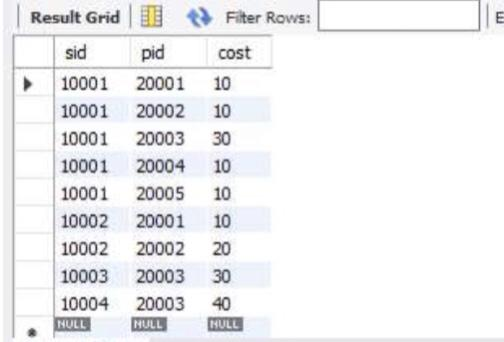 Result Grid Filter Rows: E
sid pid cost
10001 20001 10
10001 20002 10
10001 20003 30
10001 20004 10
10001 20005 10
10002 20001 10
10002 20002 20
10003 20003 30
10004 20003 40
NULL NULL NULL